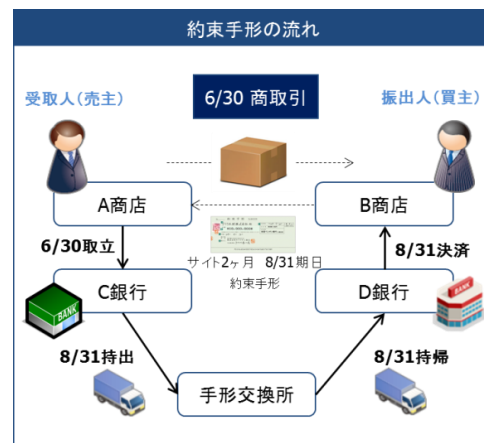 約束手形の流れ
受取人(売主)
6/30 商取引
振出人(買主)
A商店
B商店
6/30取立
サイト2ヶ月 8/31期日
約束手形
8/31決済
C銀行
D銀行
BANK
BANK
8/31持出
8/31持帰
手形交換所